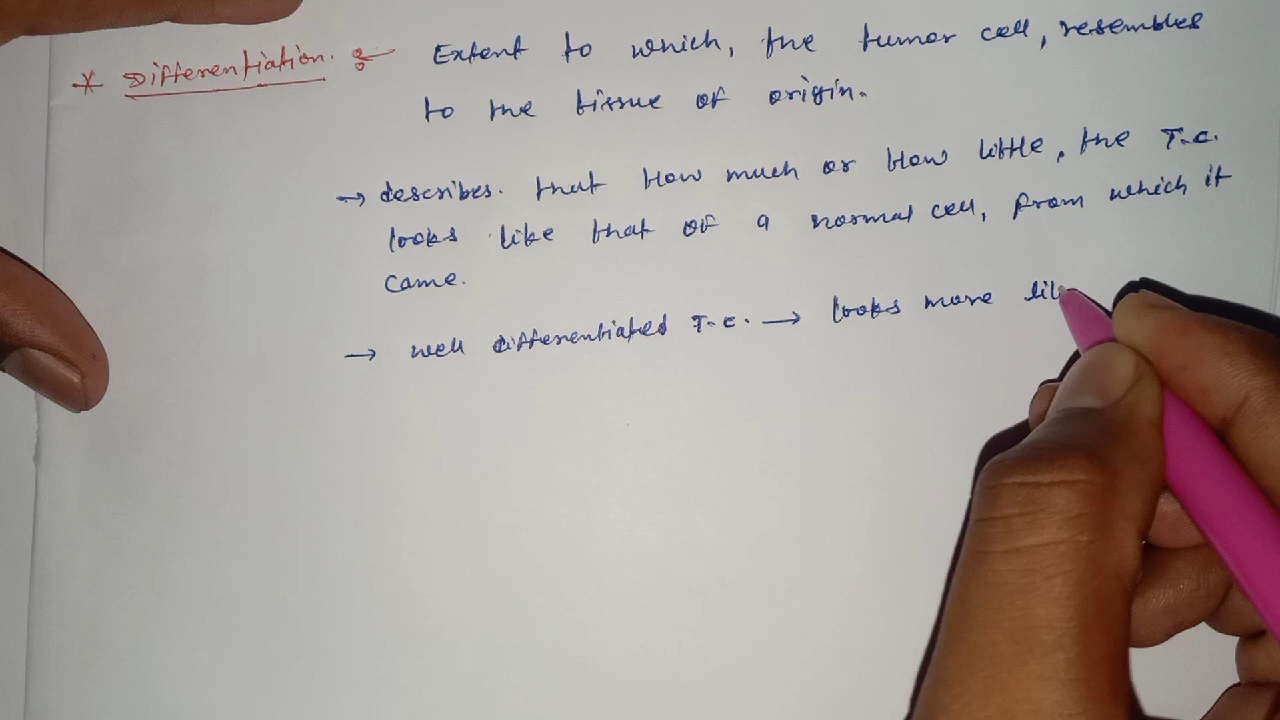 * Differentiation :- Extent to which, the tumor cell, resembles
to the tissue of origin.
→ describes. that How much or How little, the T.C.
looks like that of a normal cell, from which it
came.
→ well differentiated T.C. → looks more lik